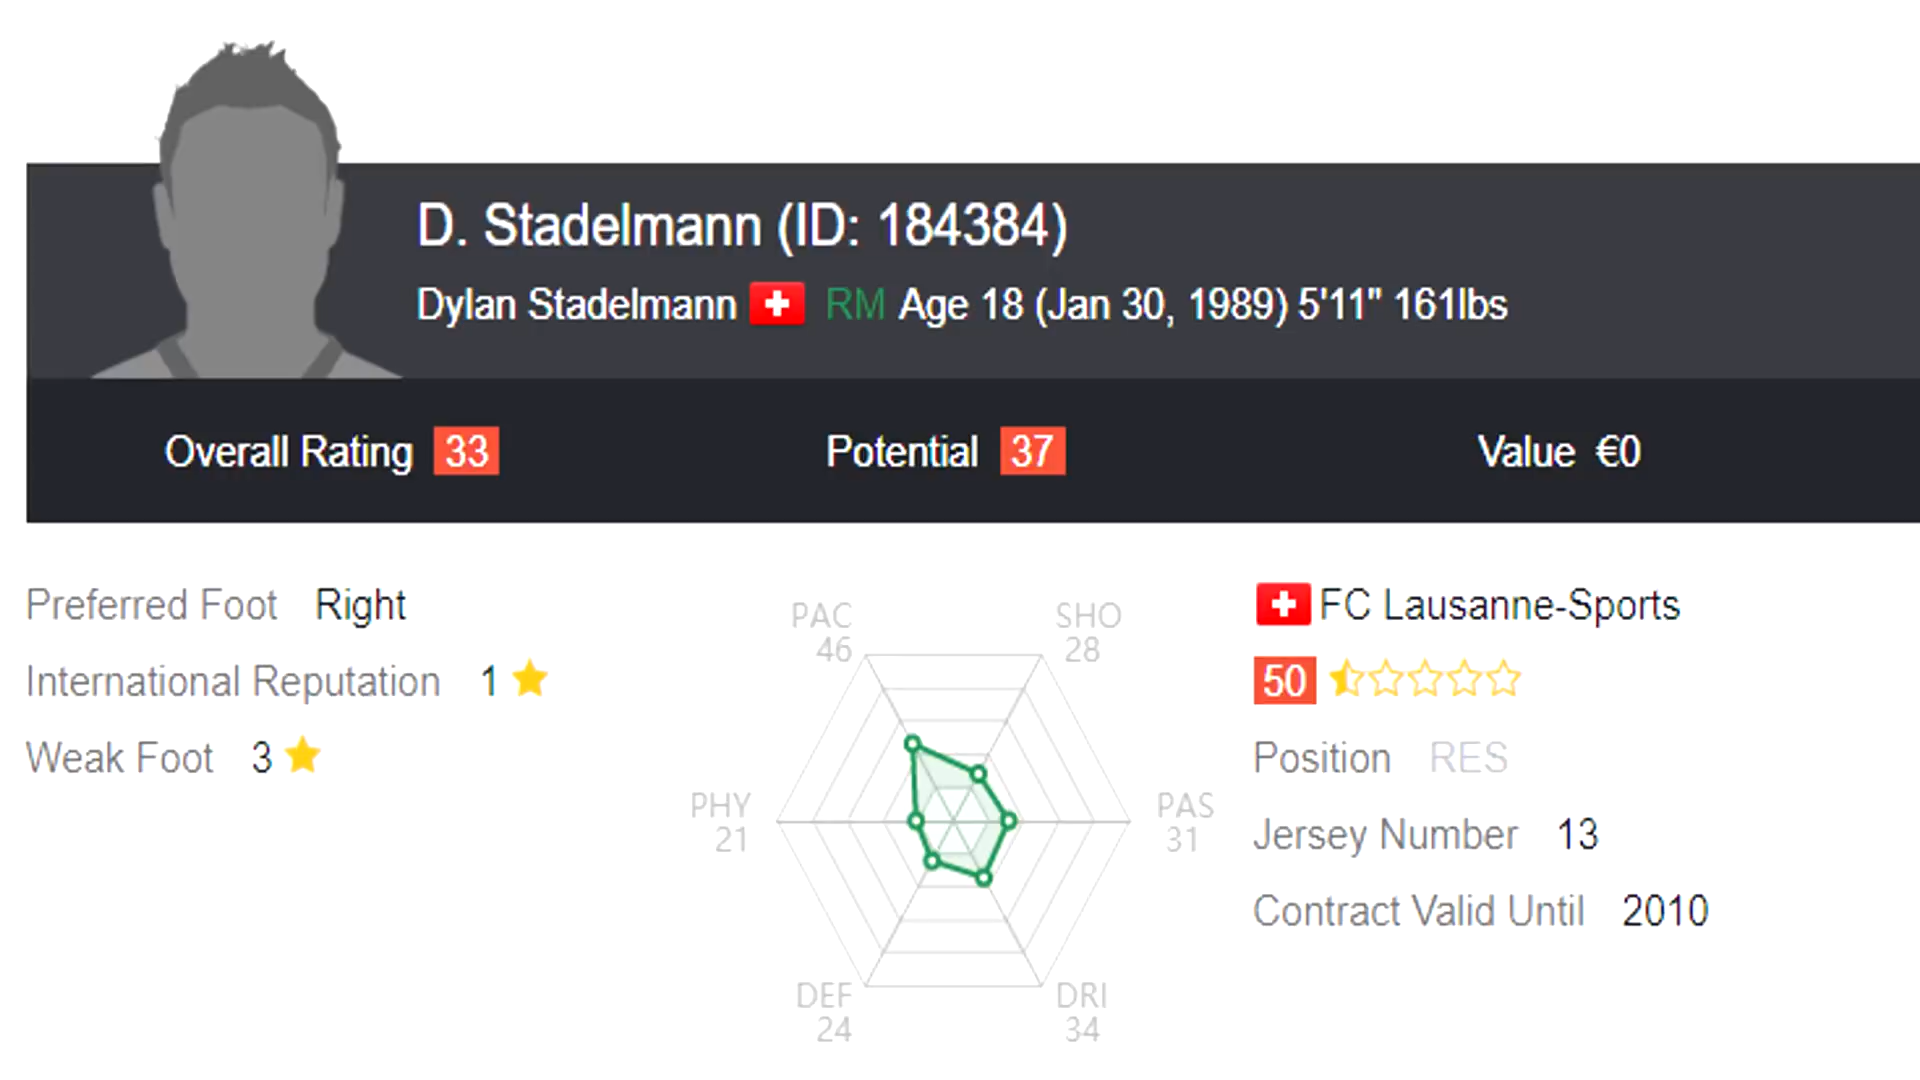 D. Stadelmann (ID: 184384)
Dylan Stadelmann RM Age 18 (Jan 30, 1989) 5'11" 161lbs
Overall Rating 33
Potential 37
Value €0
Preferred Foot Right
International Reputation 1
Weak Foot 3
PAC
46
SHO
28
PHY
21
PAS
31
DEF
24
DRI
34
FC Lausanne-Sports
50
Position RES
Jersey Number 13
Contract Valid Until 2010